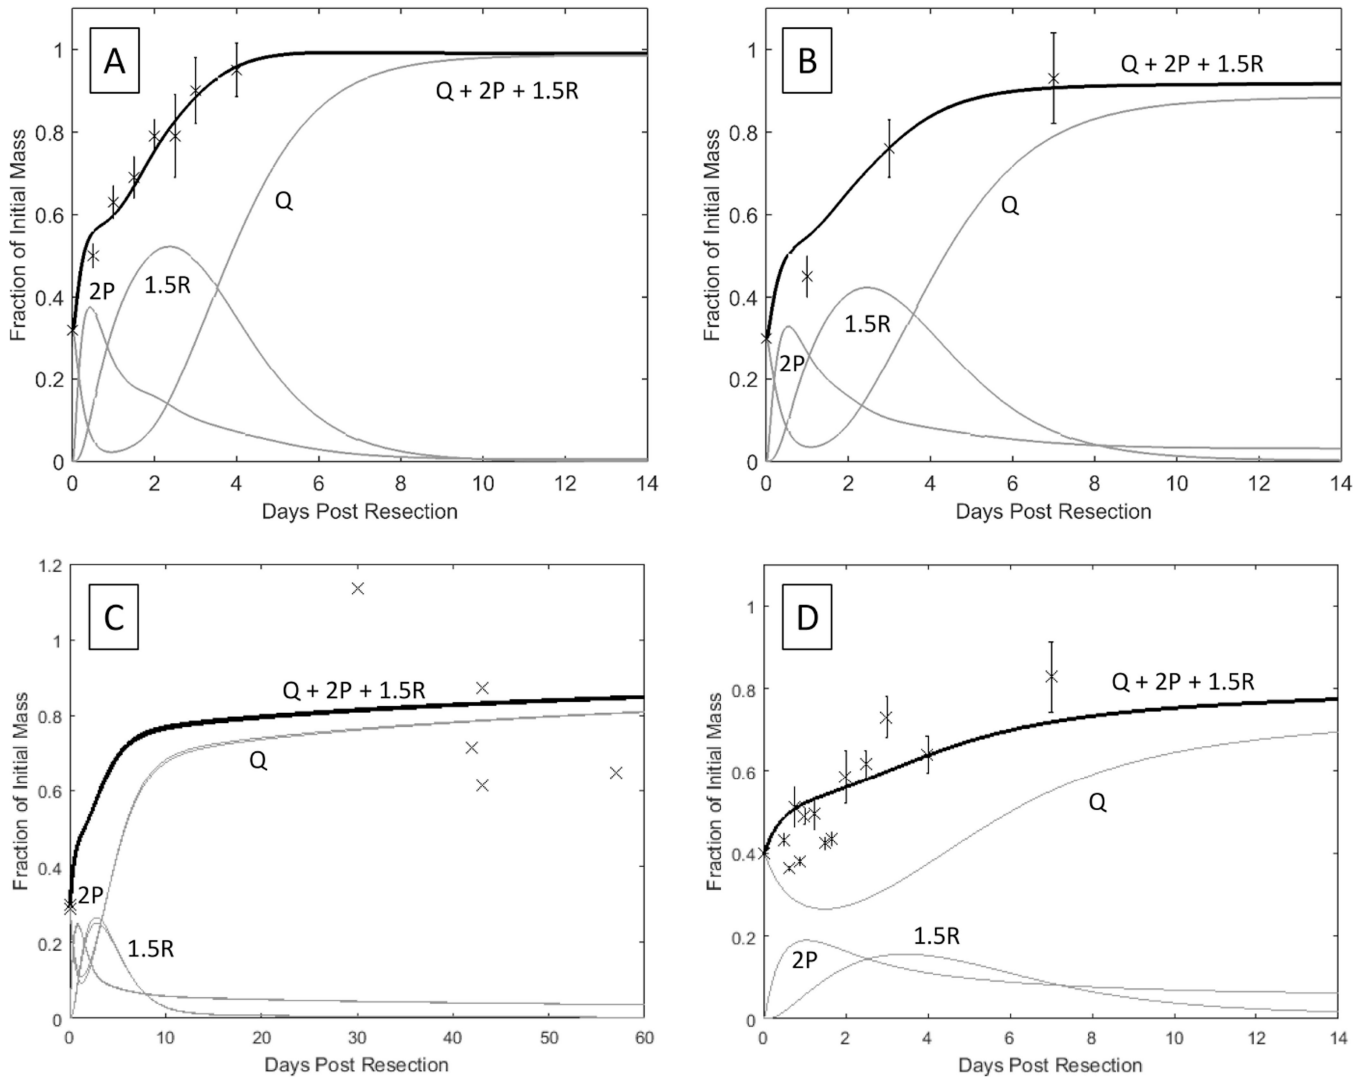 A
1
0.8
0.6
0.4
0.2
0
Fraction of Initial Mass
Q + 2P + 1.5R
Q
2P
1.5R
0 2 4 6 8 10 12 14
Days Post Resection
B
1
0.8
0.6
0.4
0.2
0
Fraction of Initial Mass
Q + 2P + 1.5R
Q
1.5R
2P
0 2 4 6 8 10 12 14
Days Post Resection
C
1.2
1
0.8
0.6
0.4
0.2
0
Fraction of Initial Mass
Q + 2P + 1.5R
Q
2P
1.5R
0 10 20 30 40 50 60
Days Post Resection
D
1
0.8
0.6
0.4
0.2
0
Fraction of Initial Mass
Q + 2P + 1.5R
Q
1.5R
2P
0 2 4 6 8 10 12 14
Days Post Resection